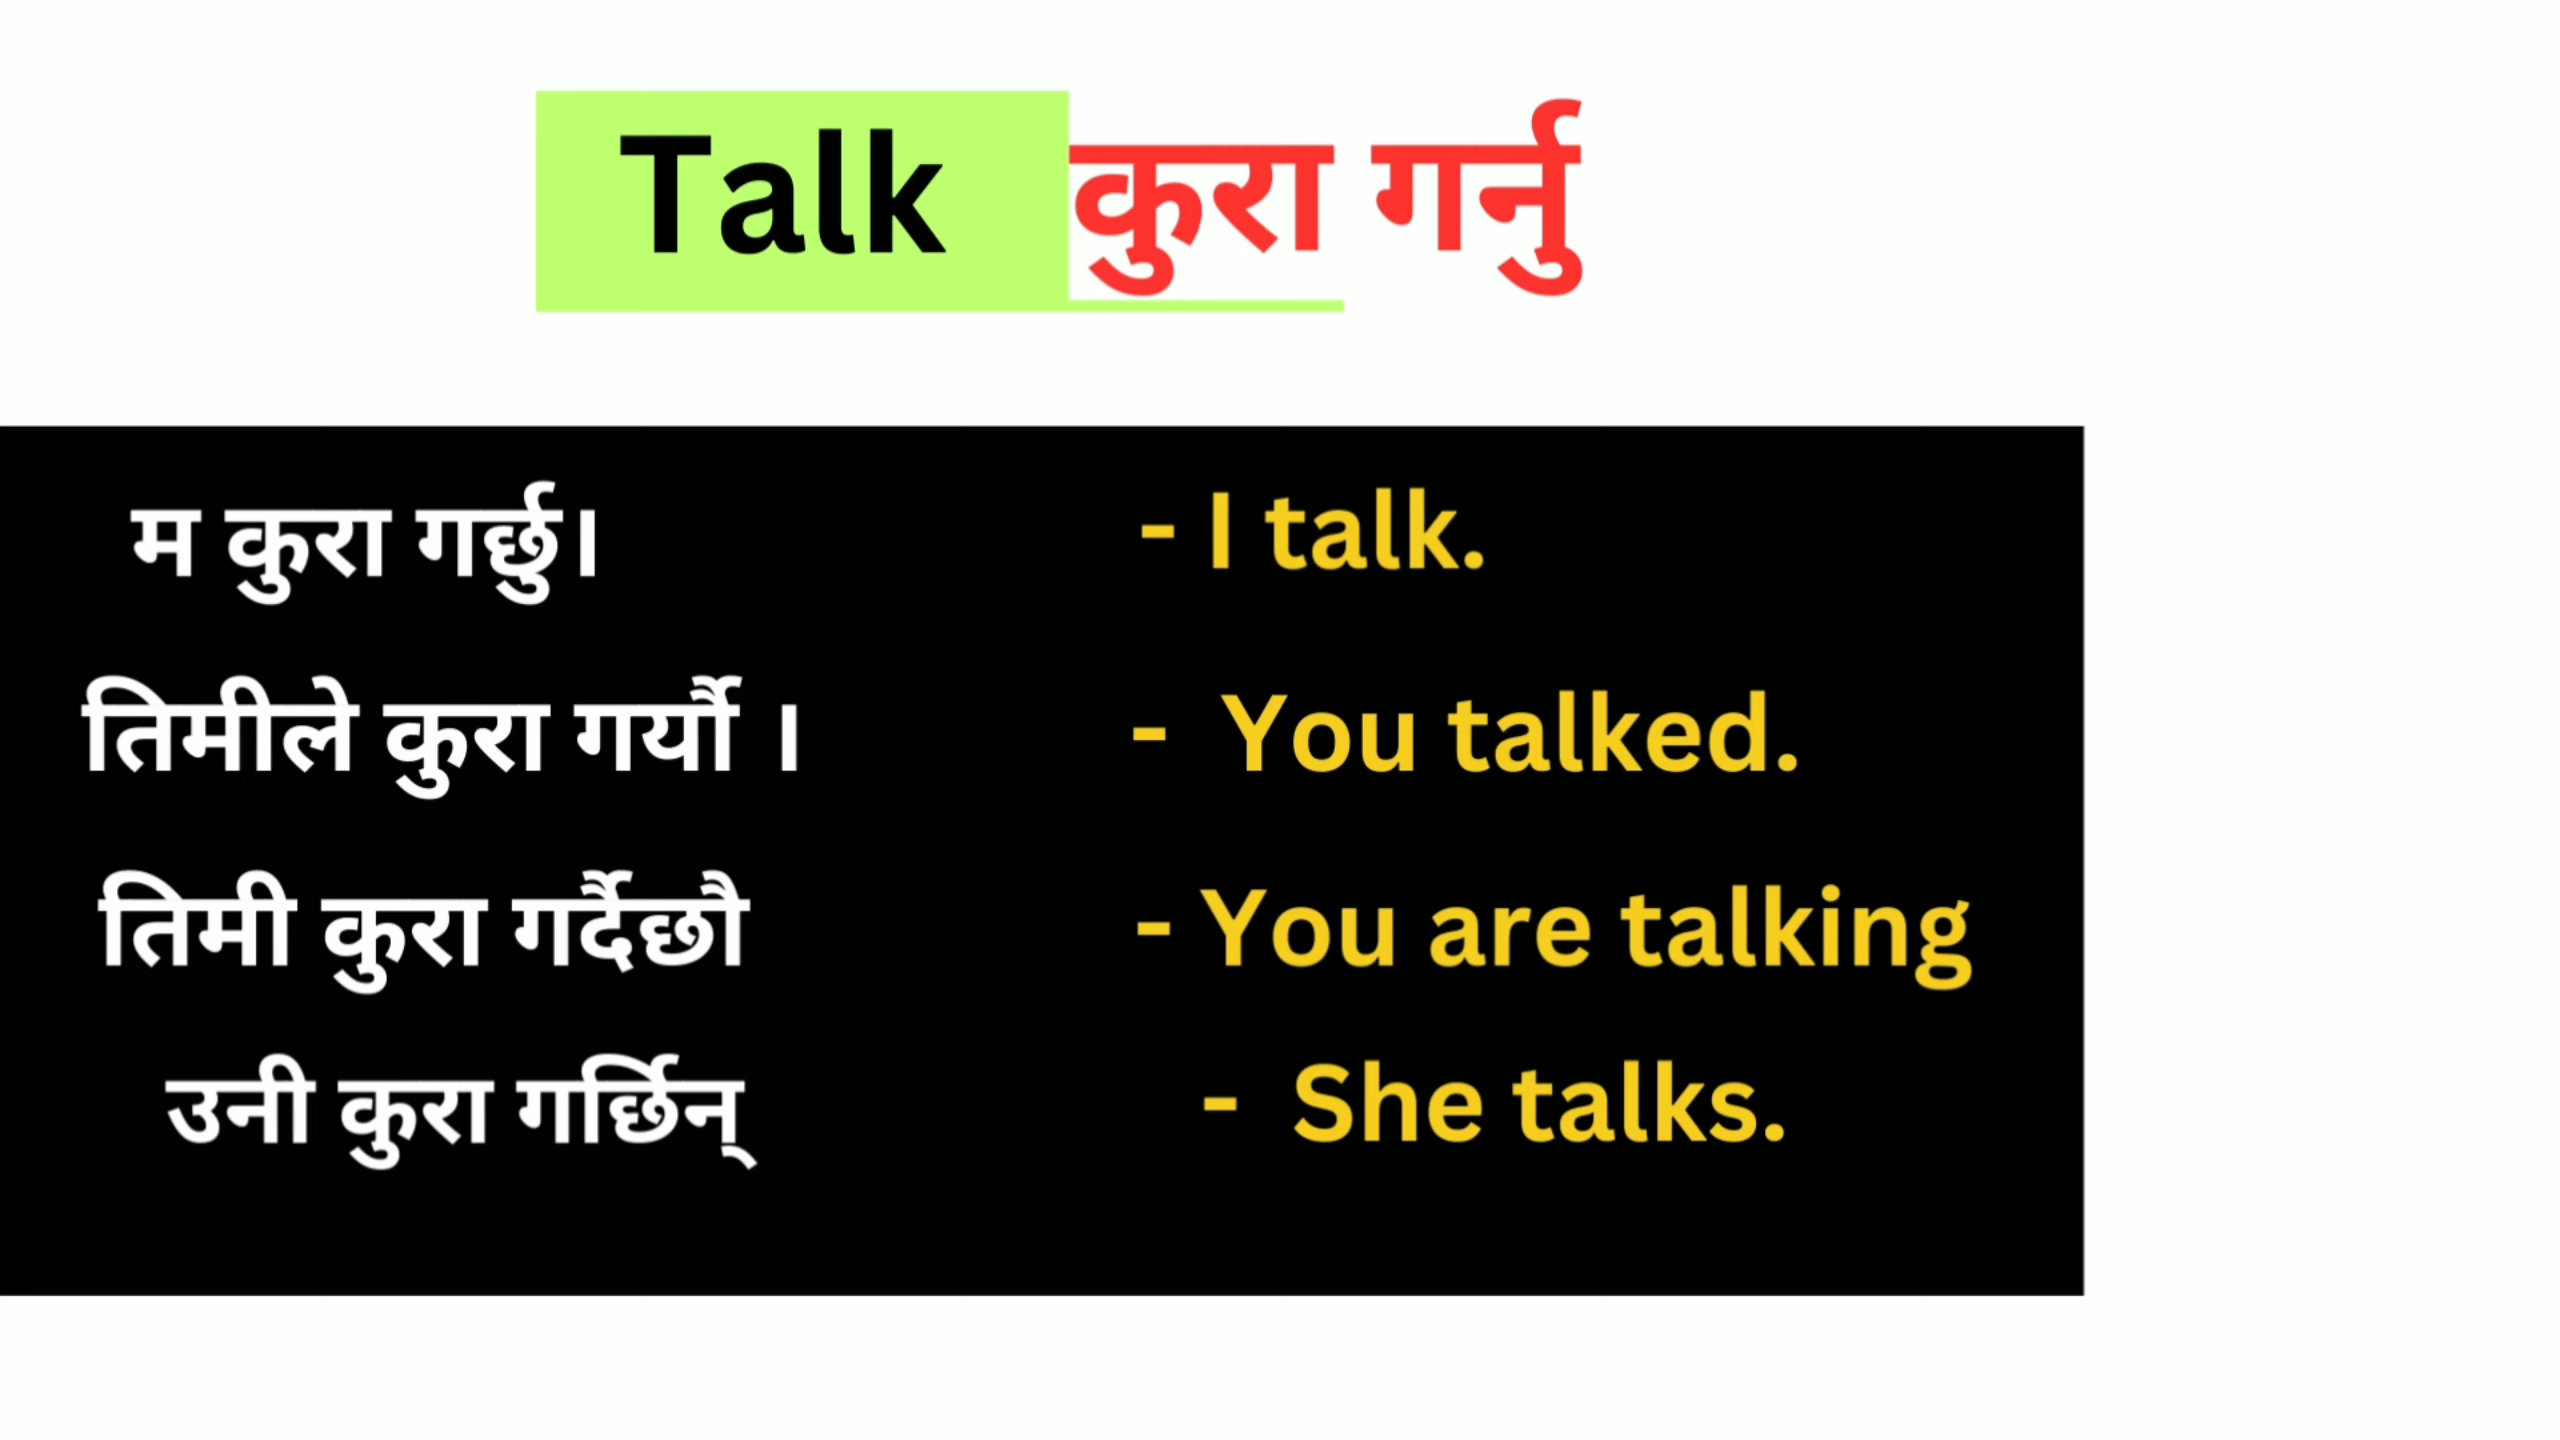 Talk कुरा गर्नु
म कुरा गर्छु। - I talk.
तिमीले कुरा गर्यौ । - You talked.
तिमी कुरा गर्दैछौ - You are talking
उनी कुरा गर्छिन् - She talks.